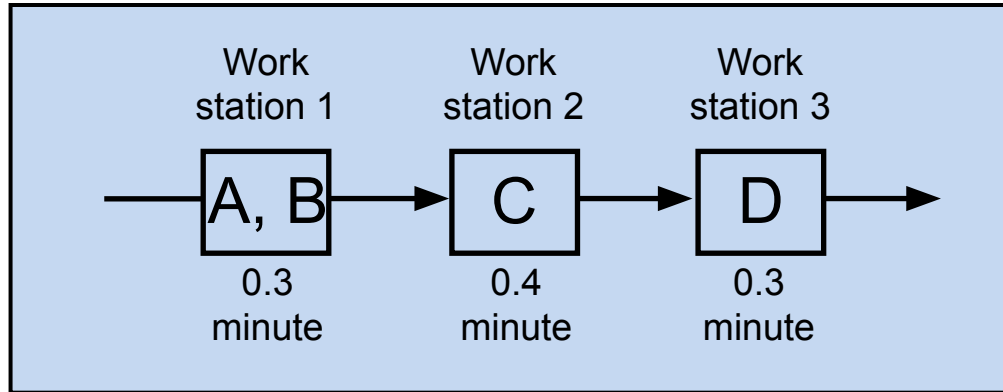 Work
station 1
Work
station 2
Work
station 3
A, B
C
D
0.3
minute
0.4
minute
0.3
minute